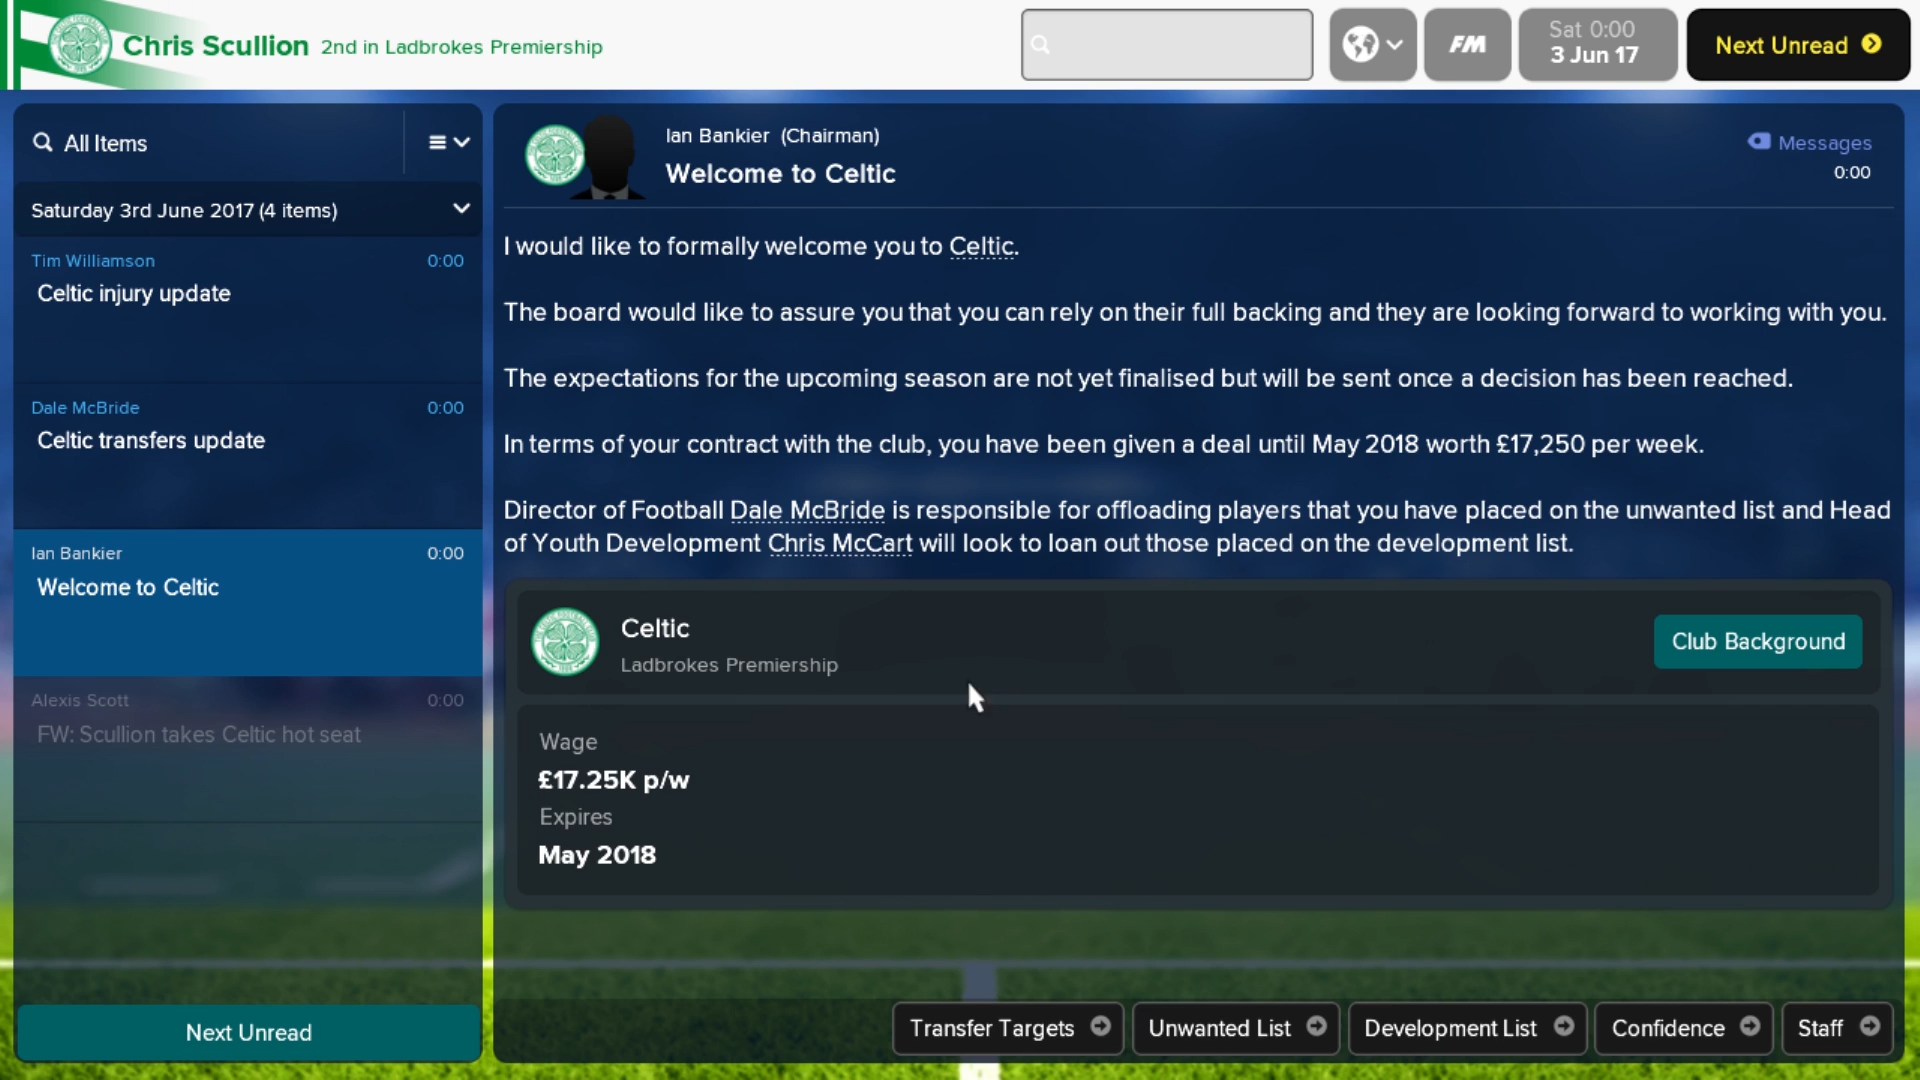 Chris Scullion 2nd in Ladbrokes Premiership
FM
Sat 0:00
3 Jun 17
Next Unread
All Items
Saturday 3rd June 2017 (4 items)
Tim Williamson 0:00
Celtic injury update
Dale McBride 0:00
Celtic transfers update
Ian Bankier 0:00
Welcome to Celtic
Alexis Scott 0:00
FW: Scullion takes Celtic hot seat
Next Unread
Ian Bankier (Chairman)
Welcome to Celtic
Messages
0:00
I would like to formally welcome you to Celtic.
The board would like to assure you that you can rely on their full backing and they are looking forward to working with you.
The expectations for the upcoming season are not yet finalised but will be sent once a decision has been reached.
In terms of your contract with the club, you have been given a deal until May 2018 worth £17,250 per week.
Director of Football Dale McBride is responsible for offloading players that you have placed on the unwanted list and Head
of Youth Development Chris McCart will look to loan out those placed on the development list.
Celtic
Ladbrokes Premiership
Club Background
Wage
£17.25K p/w
Expires
May 2018
Transfer Targets
Unwanted List
Development List
Confidence
Staff